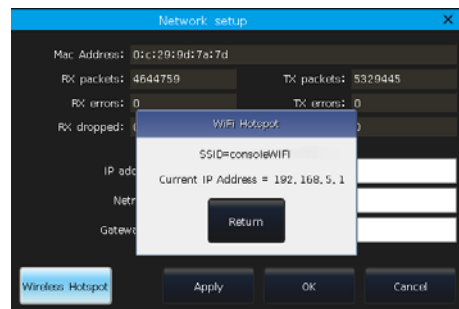 Network setup
Mac Address: 0:c:29:9d:7a:7d
RX packets: 4644759 TX packets: 5329445
RX errors: 0 TX errors: 0
RX dropped:
WiFi Hotspot
SSID=consoleWIFI
Current IP Address = 192.168.5.1
Return
IP
Wireless Hotspot Apply OK Cancel